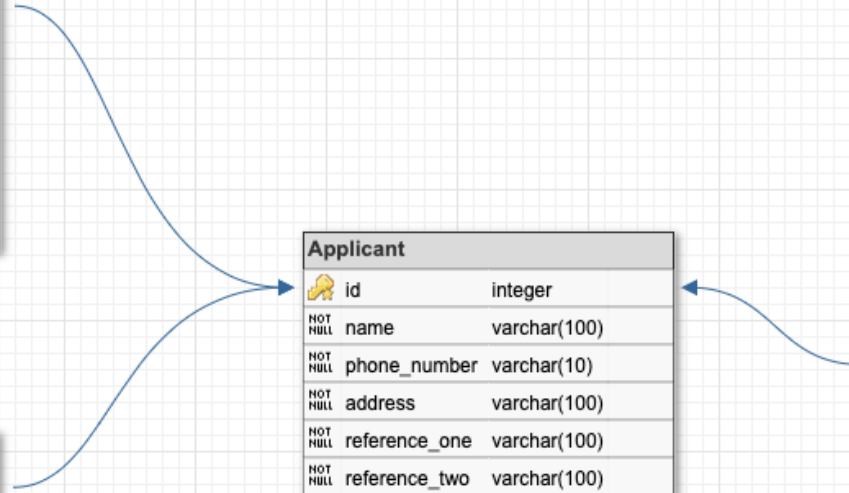 Applicant
id integer
NOT NULL name varchar(100)
NOT NULL phone_number varchar(10)
NOT NULL address varchar(100)
NOT NULL reference_one varchar(100)
NOT NULL reference_two varchar(100)